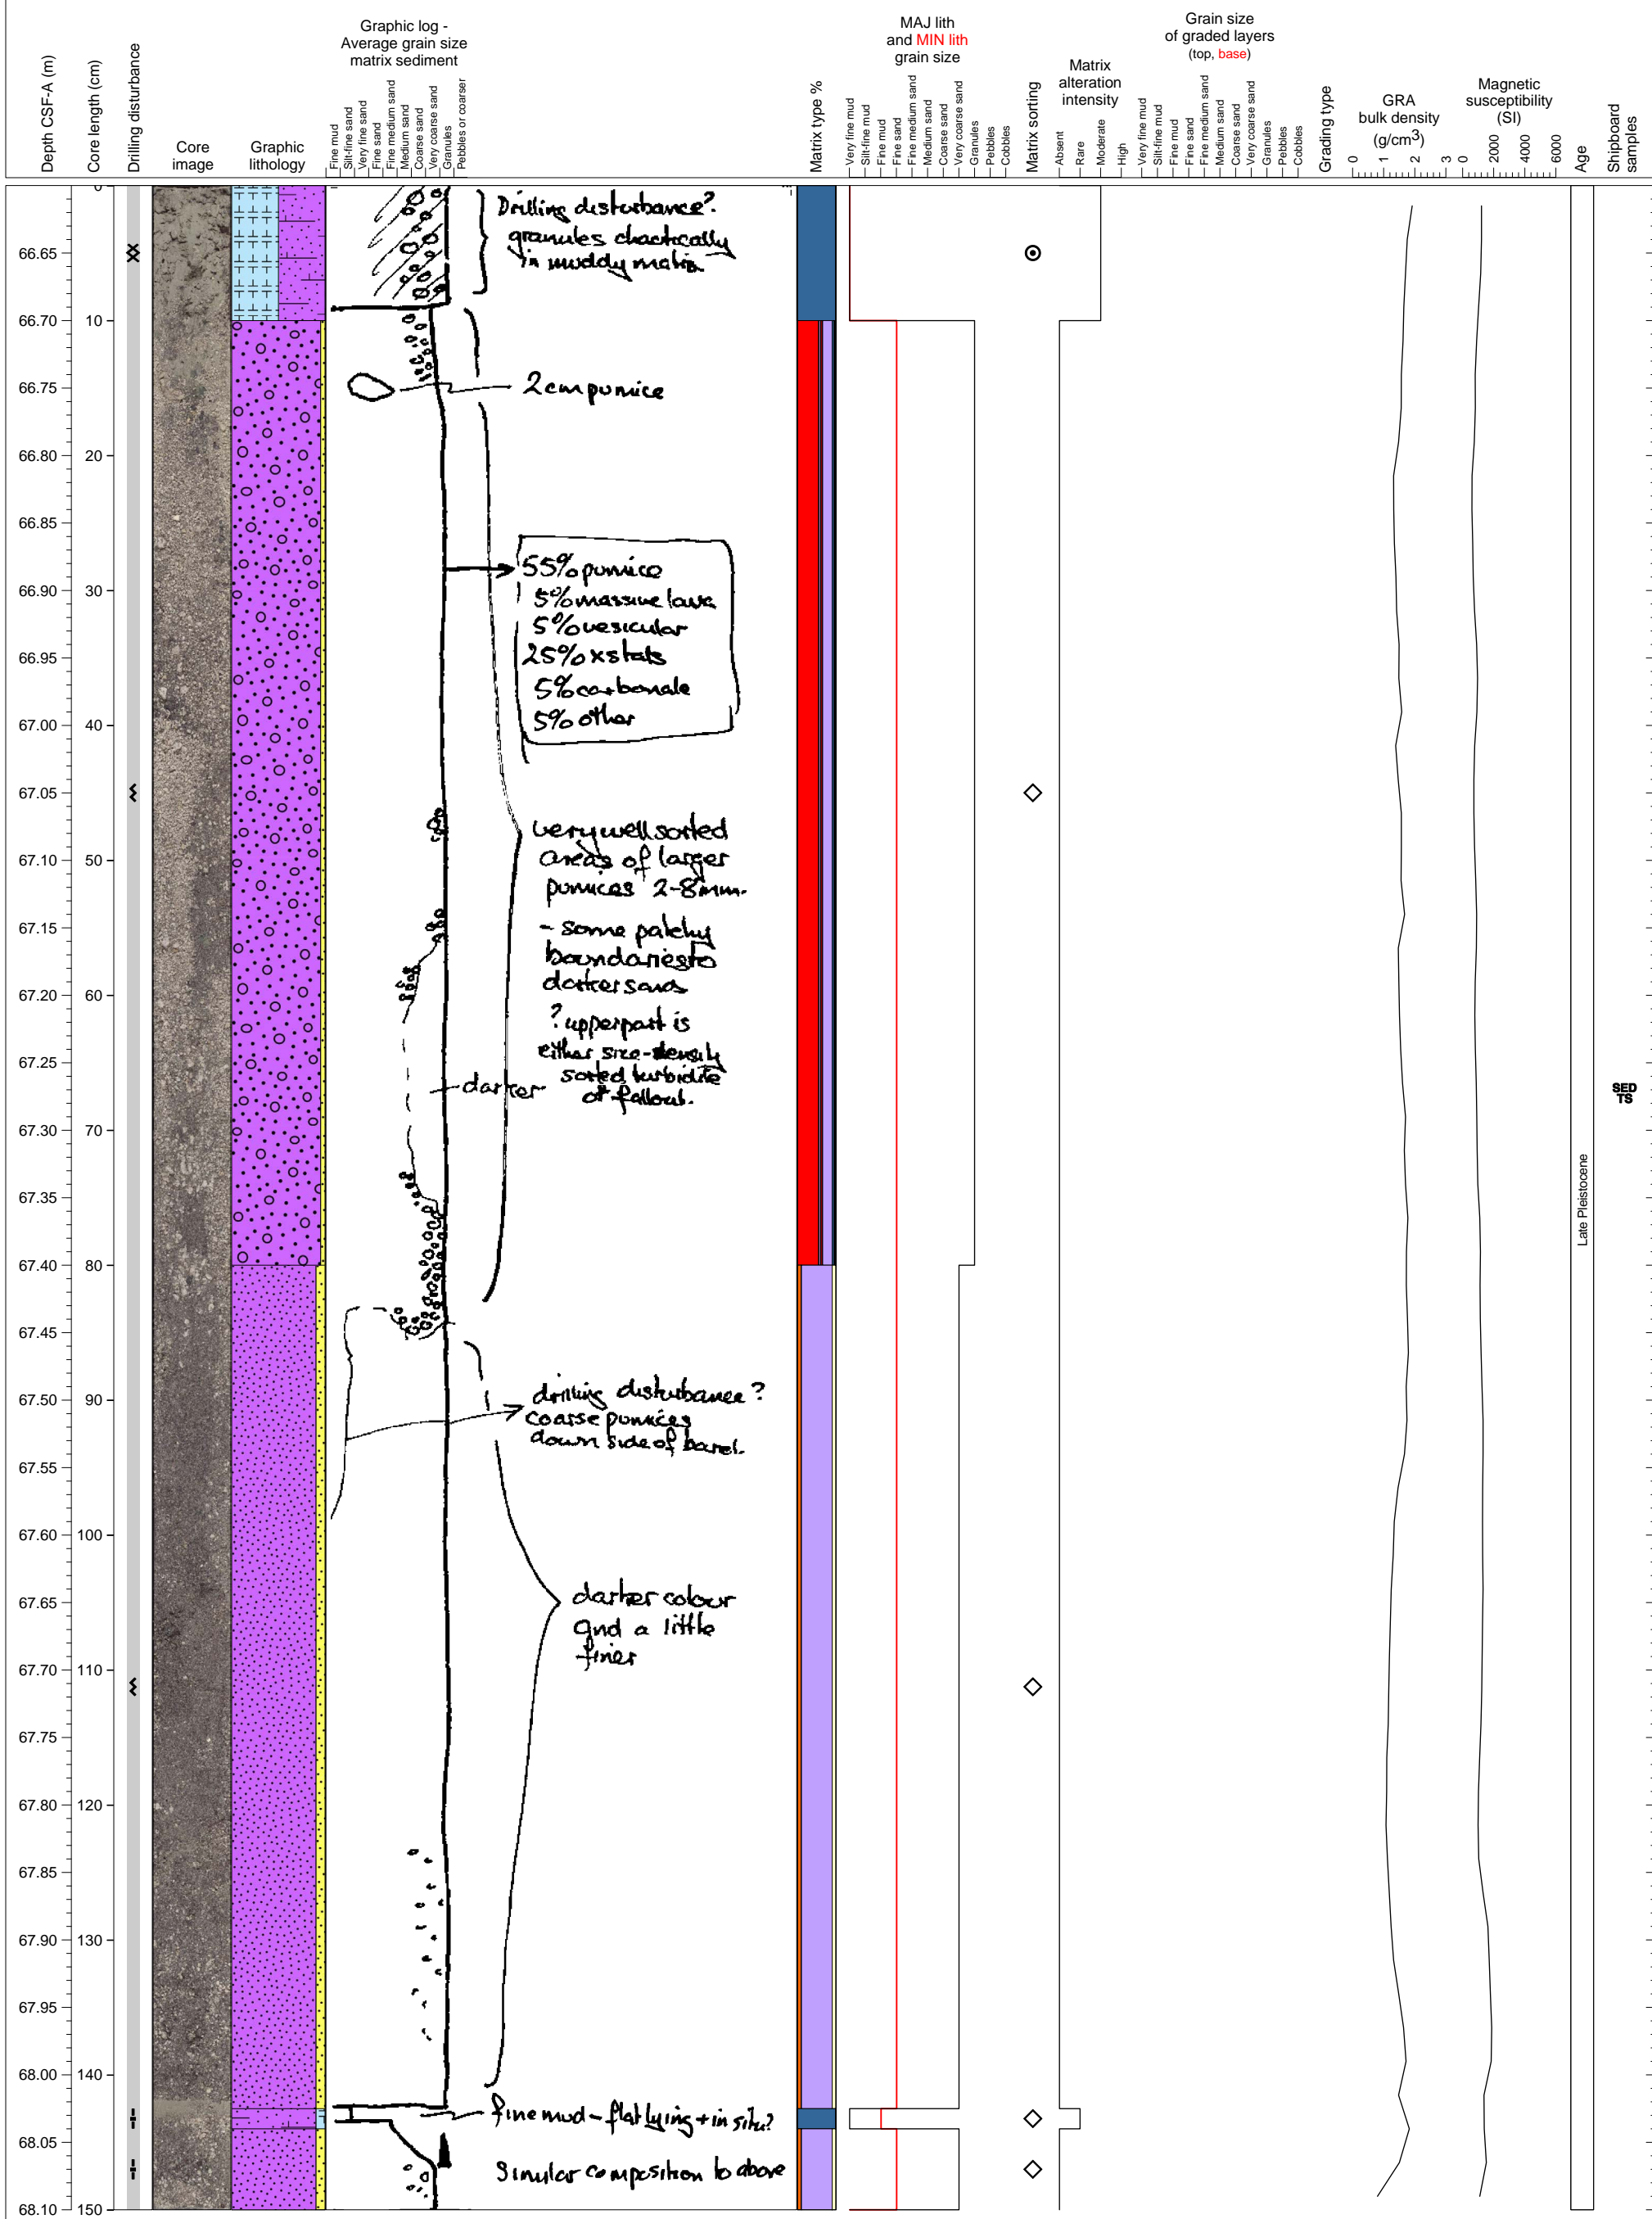 Depth CSF-A (m)
Core length (cm)
Drilling disturbance
Core
image
Graphic
lithology
Graphic log -
Average grain size
matrix sediment
Fine mud
Silt-fine sand
Very fine sand
Fine sand
Fine medium sand
Medium sand
Coarse sand
Very coarse sand
Granules
Pebbles or coarser
Matrix type %
MAJ lith
and MIN lith
grain size
Very fine mud
Silt-fine mud
Fine mud
Fine sand
Fine medium sand
Medium sand
Coarse sand
Very coarse sand
Granules
Pebbles
Cobbles
Matrix sorting
Matrix
alteration
intensity
Absent
Rare
Moderate
High
Grain size
of graded layers
(top, base)
Very fine mud
Silt-fine mud
Fine mud
Fine sand
Fine medium sand
Medium sand
Coarse sand
Very coarse sand
Granules
Pebbles
Cobbles
Grading type
GRA
bulk density
(g/cm3)
0 1 2 3
Magnetic
susceptibility
(SI)
0 2000 4000 6000
Age
Shipboard
samples
0
66.65
66.70 10
66.75
66.80 20
66.85
66.90 30
66.95
67.00 40
67.05
67.10 50
67.15
67.20 60
67.25
67.30 70
67.35
67.40 80
67.45
67.50 90
67.55
67.60 100
67.65
67.70 110
67.75
67.80 120
67.85
67.90 130
67.95
68.00 140
68.05
68.10 150
Drilling disturbance?
granules chactically
in muddy matrix
2cm pumice
55% pumice
5% massive lava
5% vesicular
25% xstals
5% carbonate
5% other
very well sorted
areas of larger
pumices 2-8mm.
- some patchy
boundaries to
darker sands
? upper part is
either size-density
sorted turbidite
or fallout.
darker
drilling disturbance?
coarse pumices
down side of barrel.
darker colour
and a little
finer
fine mud - flat lying + in situ?
Similar composition to above
SED
TS
Late Pleistocene